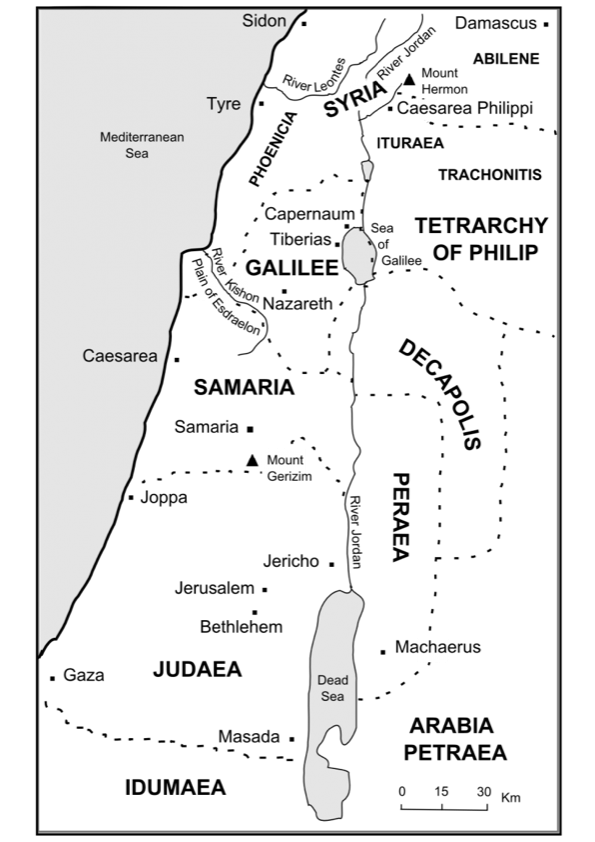 Sidon
Damascus
River Jordan
ABILENE
River Leontes
Mount
Hermon
SYRIA
Tyre
Caesarea Philippi
Mediterranean
Sea
PHOENICIA
ITURAEA
TRACHONITIS
Capernaum
Tiberias
Sea
of
Galilee
TETRARCHY
OF PHILIP
GALILEE
River Kishon
Plain of Esdraelon
Nazareth
Caesarea
DECAPOLIS
SAMARIA
Samaria
Mount
Gerizim
Joppa
River Jordan
PERAEA
Jericho
Jerusalem
Bethlehem
Machaerus
JUDAEA
Gaza
Dead
Sea
Masada
ARABIA
PETRAEA
IDUMAEA
0 15 30 Km